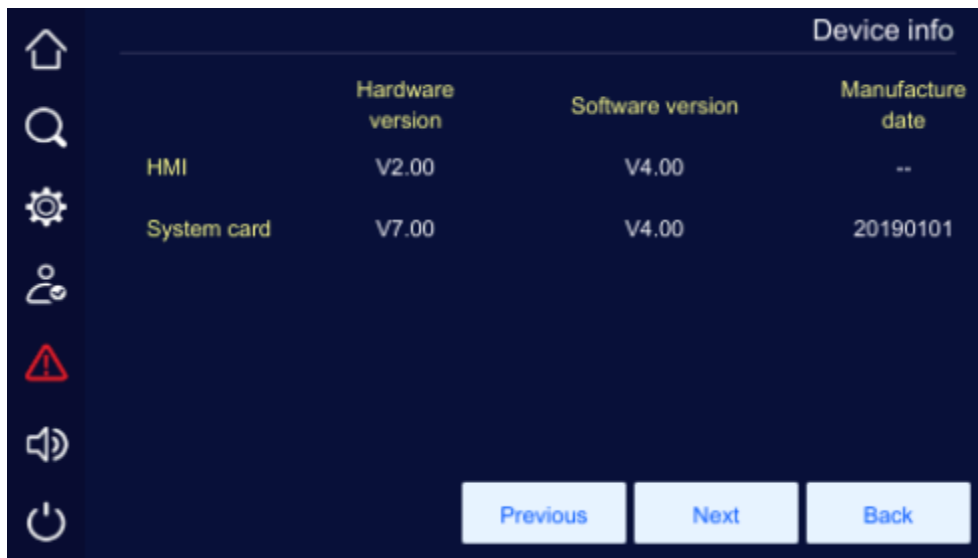 Device info
Hardware version Software version Manufacture date
HMI V2.00 V4.00 --
System card V7.00 V4.00 20190101
Previous Next Back